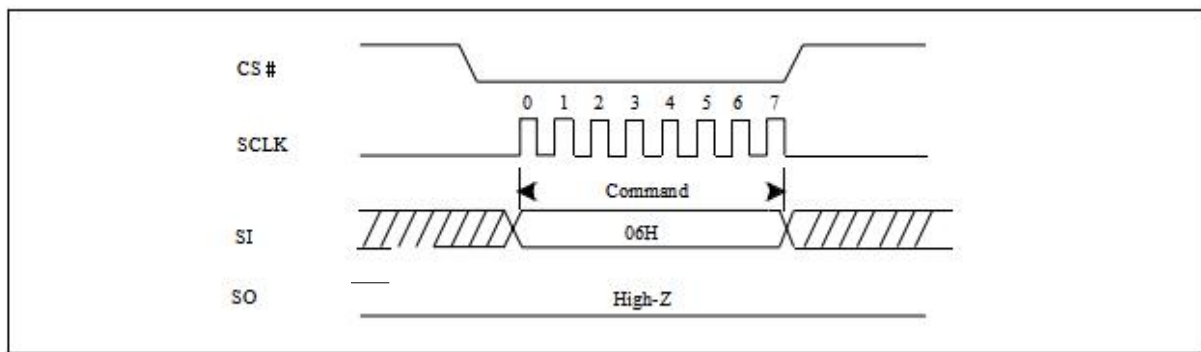 CS#
0 1 2 3 4 5 6 7
SCLK
Command
SI
06H
SO
High-Z